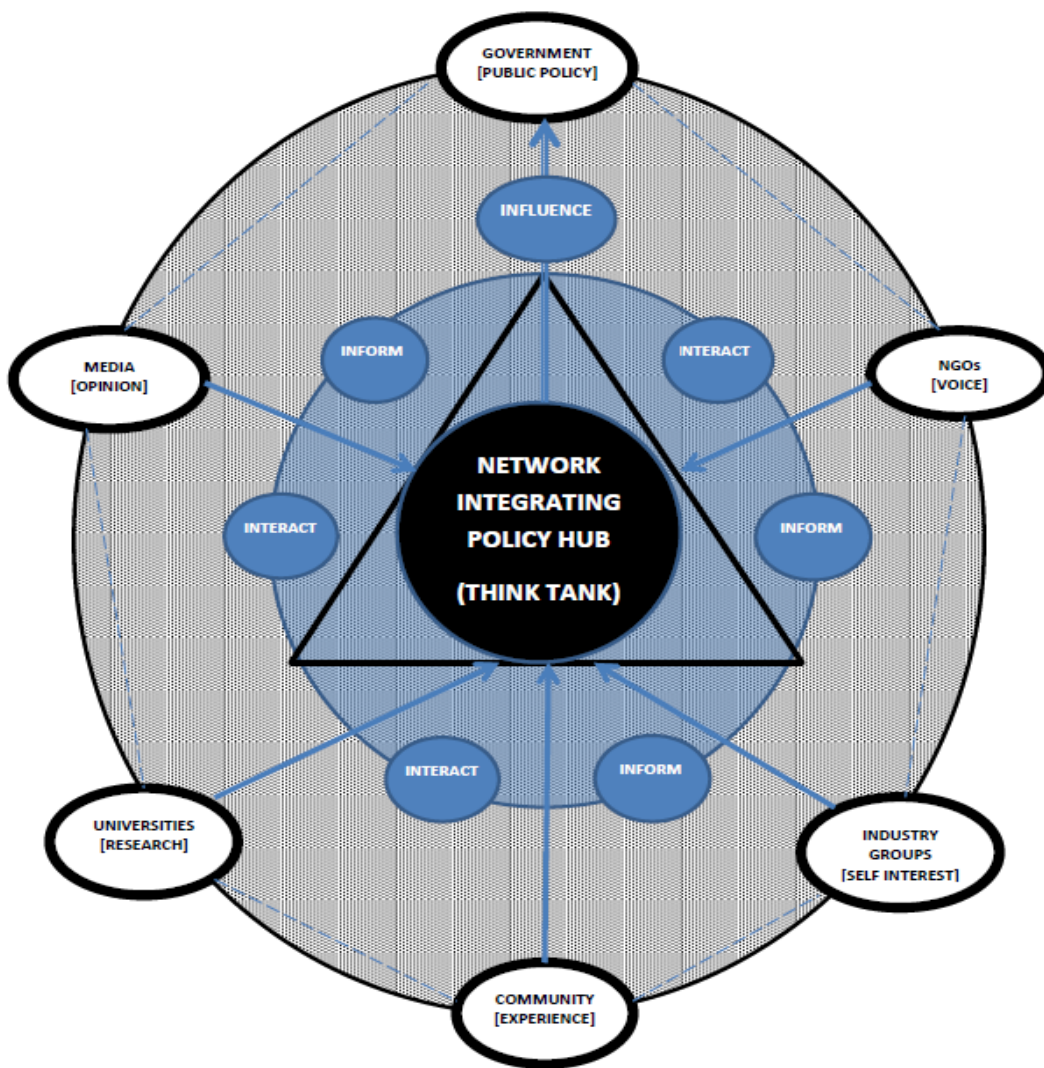 GOVERNMENT
[PUBLIC POLICY]
INFLUENCE
INFORM
INTERACT
MEDIA
[OPINION]
NGOs
[VOICE]
NETWORK
INTEGRATING
POLICY HUB
(THINK TANK)
INTERACT
INFORM
INTERACT
INFORM
UNIVERSITIES
[RESEARCH]
INDUSTRY
GROUPS
[SELF INTEREST]
COMMUNITY
[EXPERIENCE]